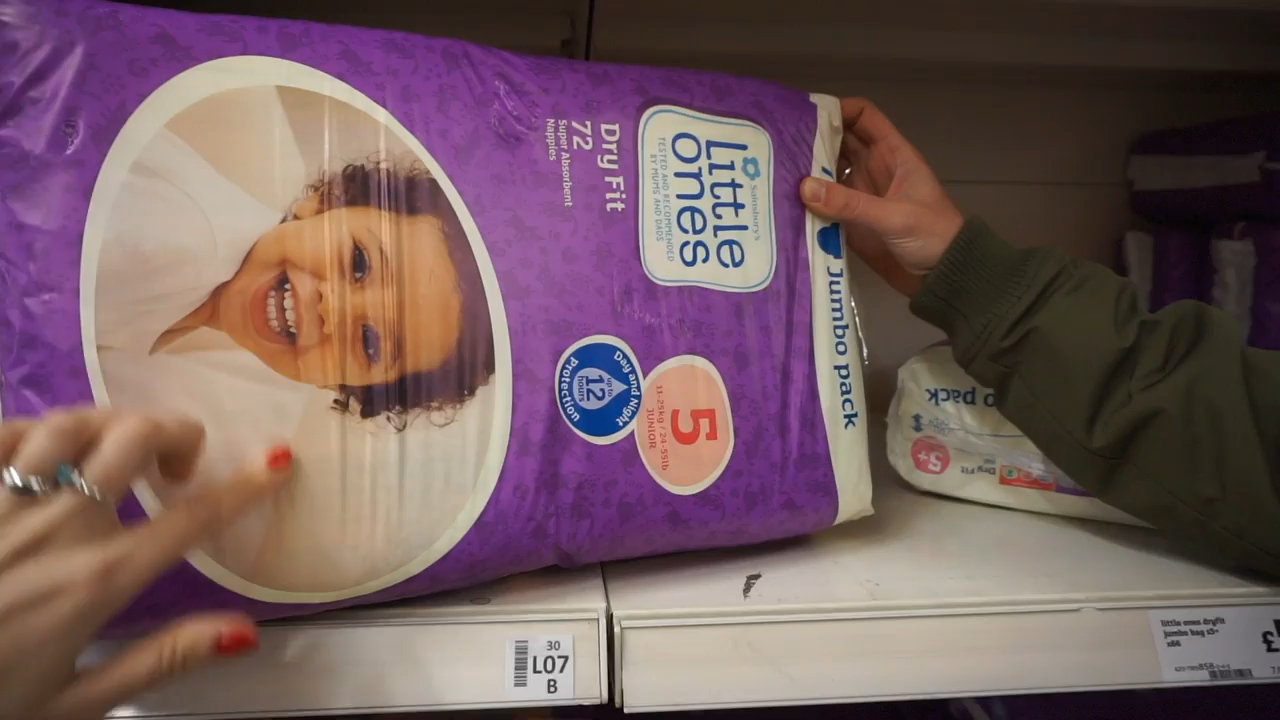 Sainsbury's
Little
ones
TESTED AND RECOMMENDED
BY MUMS AND DADS
Dry Fit
72
Super Absorbent
Nappies
Day and Night
up to
12
hours
Protection
5
11-25kg / 24-55lb
JUNIOR
Jumbo pack
o pack
5+
Dry Fit
30
L07
B
little ones dryfit
jumbo bag s5+
x66
£